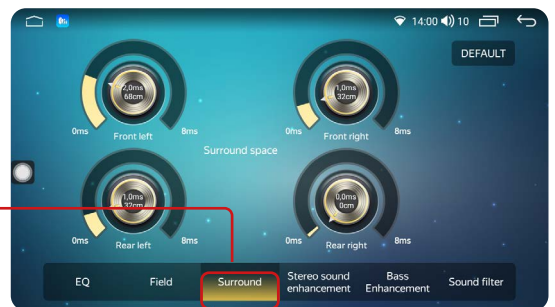 14:00 10
DEFAULT
2,0ms
68cm
0ms
Front left
8ms
1,0ms
32cm
0ms
Front right
8ms
Surround space
1,0ms
32cm
0ms
Rear left
8ms
0,0ms
0cm
0ms
Rear right
8ms
EQ
Field
Surround
Stereo sound
enhancement
Bass
Enhancement
Sound filter